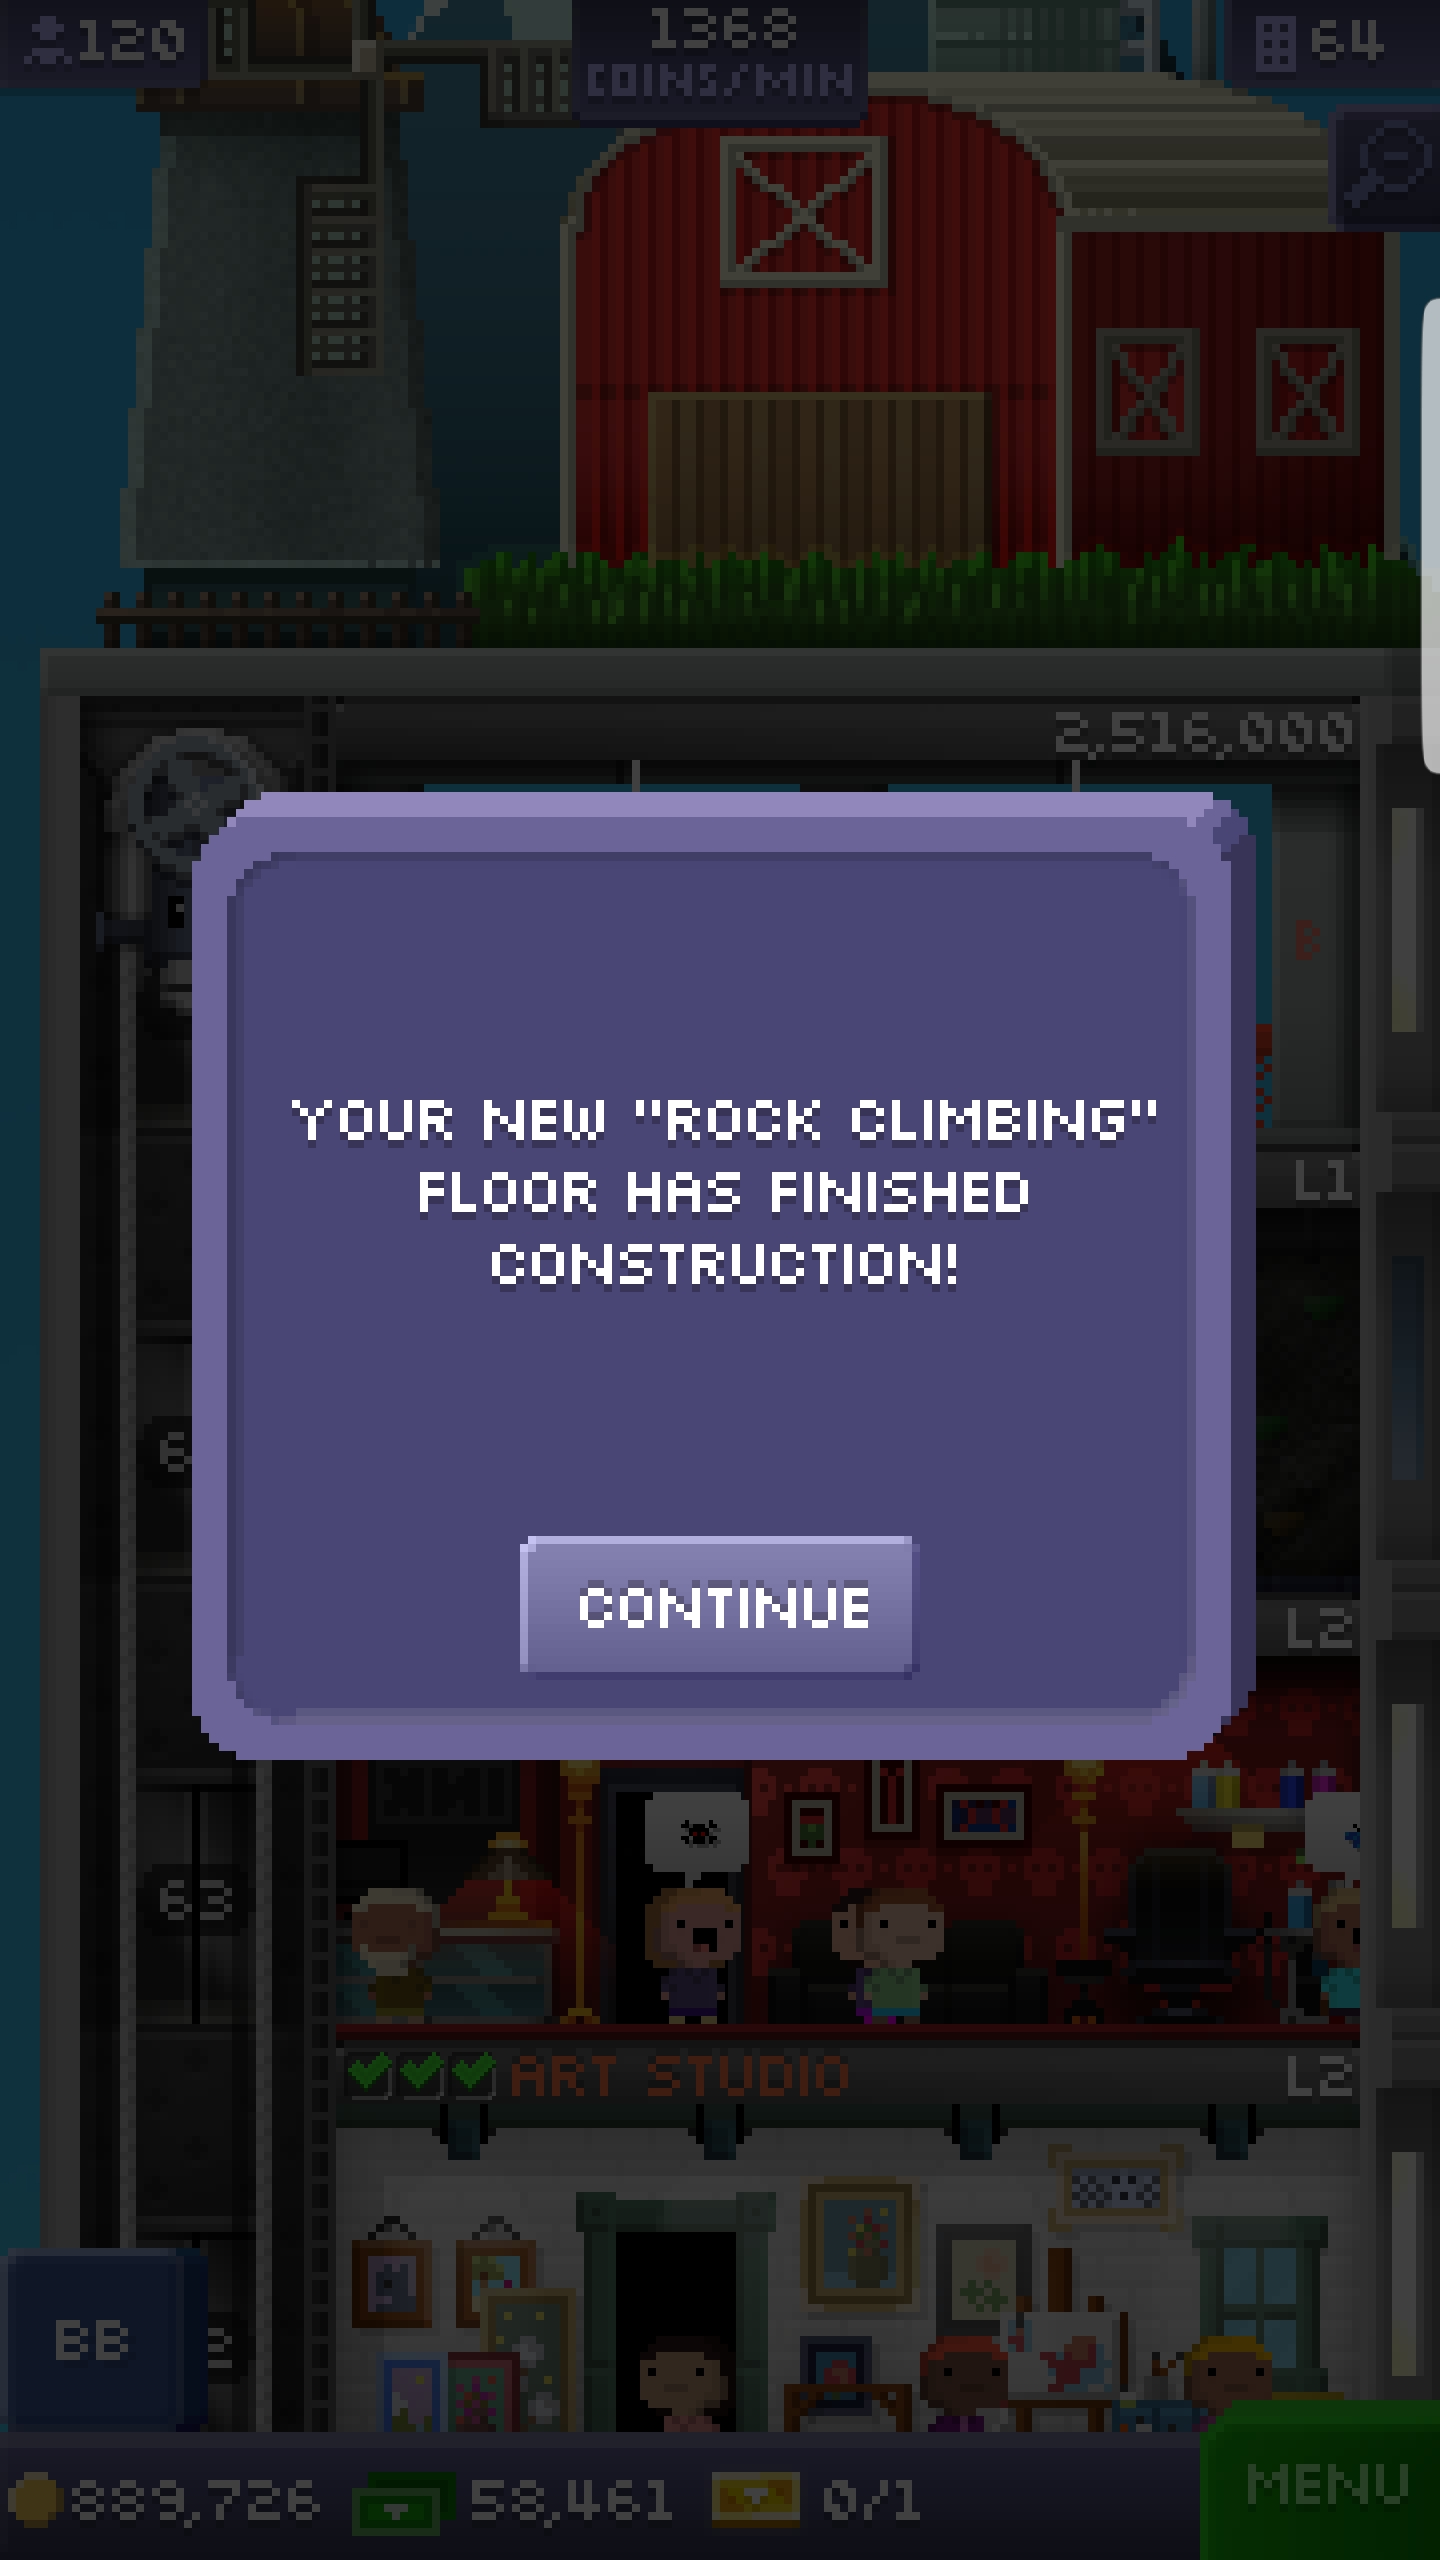 120
1368
COINS/MIN
64
2,516,000
B
L1
YOUR NEW "ROCK CLIMBING"
FLOOR HAS FINISHED
CONSTRUCTION!
6
CONTINUE
L2
63
ART STUDIO
L2
BB
889,726
58,461
0/1
MENU